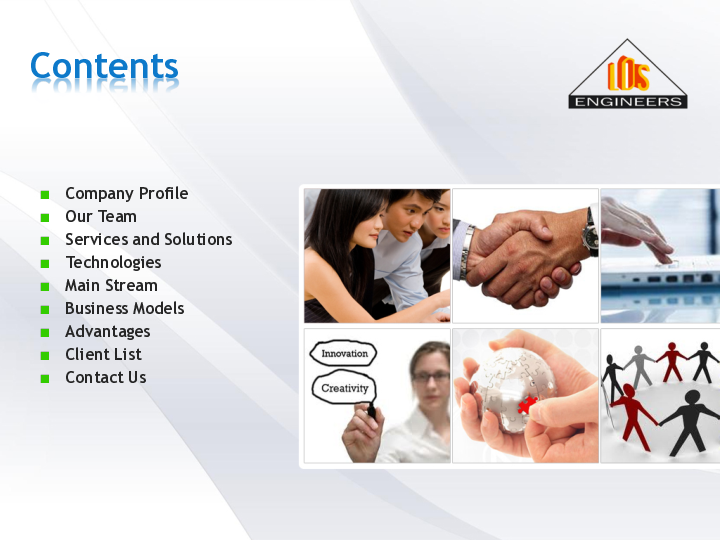 Contents
LOIS
ENGINEERS
Company Profile
Our Team
Services and Solutions
Technologies
Main Stream
Business Models
Advantages
Client List
Contact Us
Innovation
Creativity